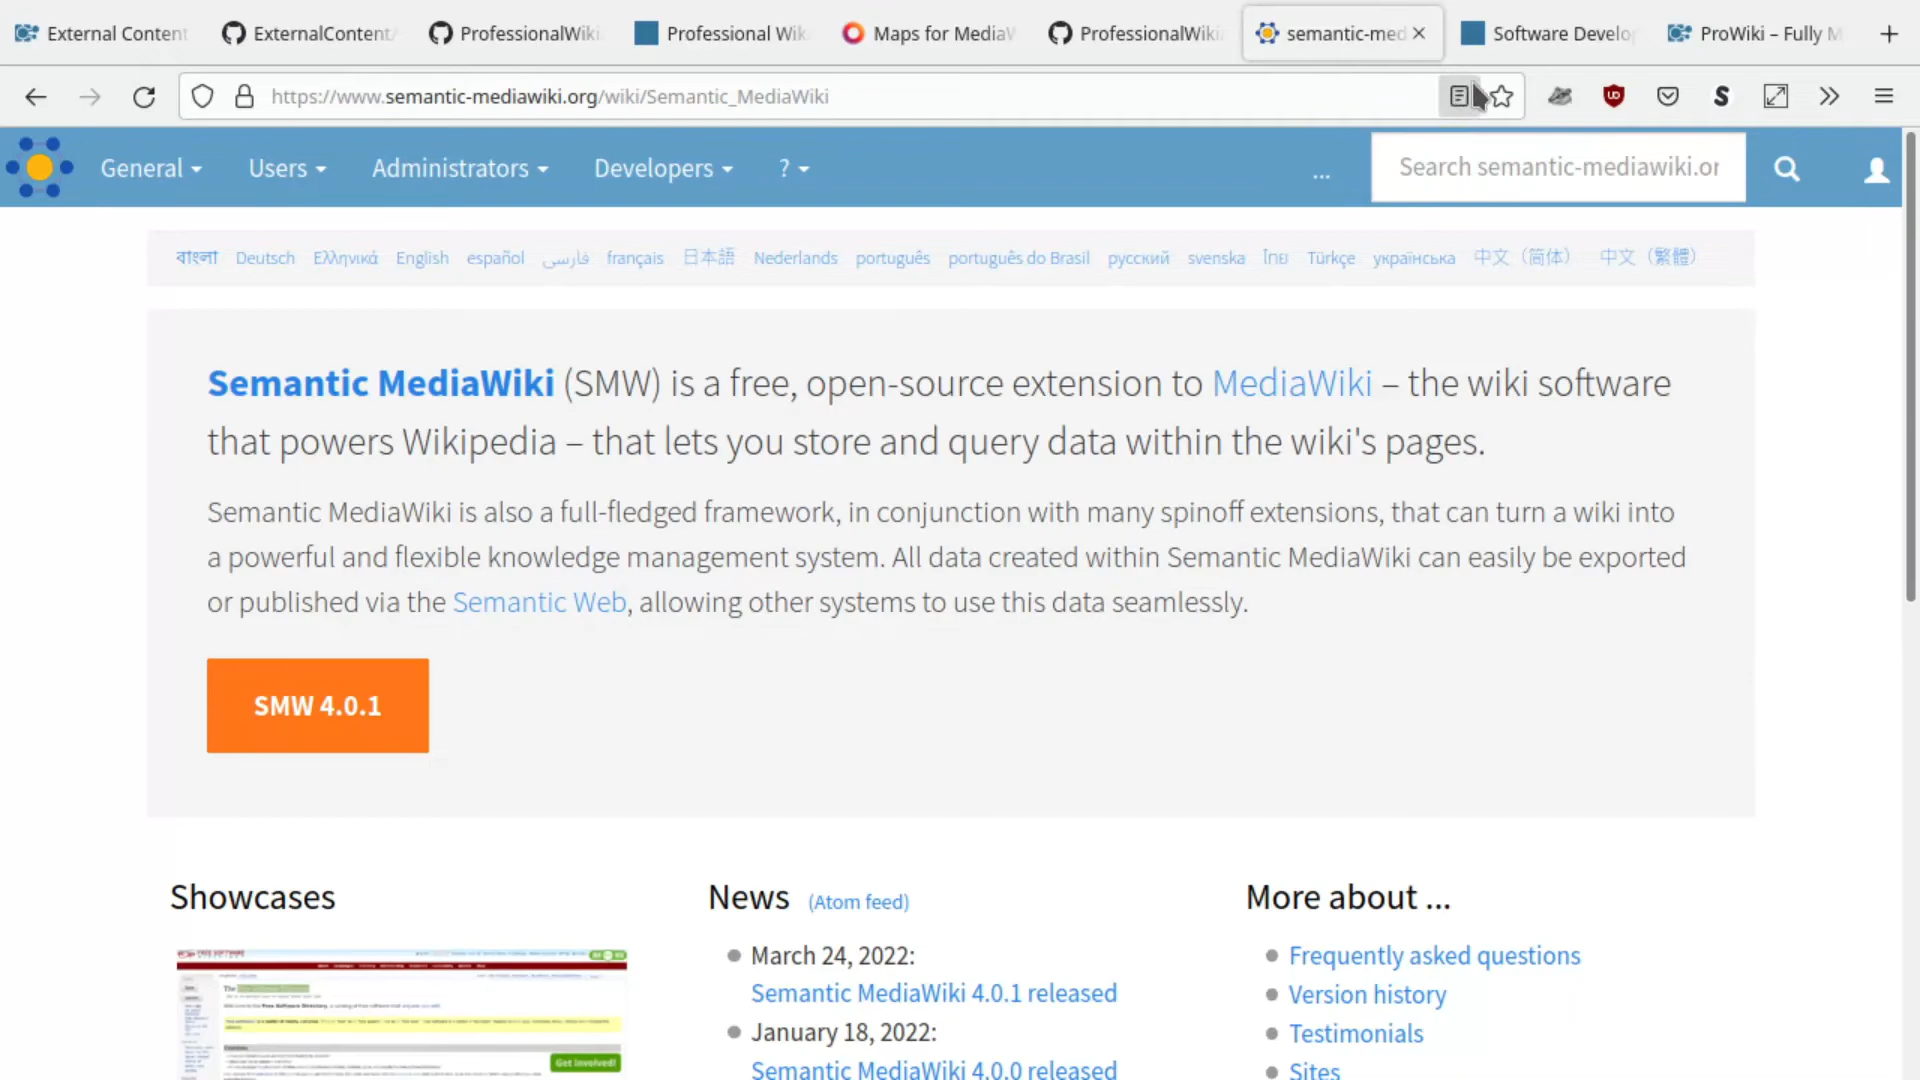 External Content
ExternalContent/
ProfessionalWiki
Professional Wik
Maps for MediaW
ProfessionalWiki
semantic-med
Software Develo
ProWiki – Fully M
https://www.semantic-mediawiki.org/wiki/Semantic_MediaWiki
General
Users
Administrators
Developers
?
...
Search semantic-mediawiki.or
বাংলা Deutsch Ελληνικά English español فارسی français 日本語 Nederlands português português do Brasil русский svenska ไทย Türkçe українська 中文（简体） 中文（繁體）
Semantic MediaWiki (SMW) is a free, open-source extension to MediaWiki – the wiki software
that powers Wikipedia – that lets you store and query data within the wiki's pages.
Semantic MediaWiki is also a full-fledged framework, in conjunction with many spinoff extensions, that can turn a wiki into
a powerful and flexible knowledge management system. All data created within Semantic MediaWiki can easily be exported
or published via the Semantic Web, allowing other systems to use this data seamlessly.
SMW 4.0.1
Showcases
The
Get Involved!
News (Atom feed)
March 24, 2022:
Semantic MediaWiki 4.0.1 released
January 18, 2022:
Semantic MediaWiki 4.0.0 released
More about ...
Frequently asked questions
Version history
Testimonials
Sites